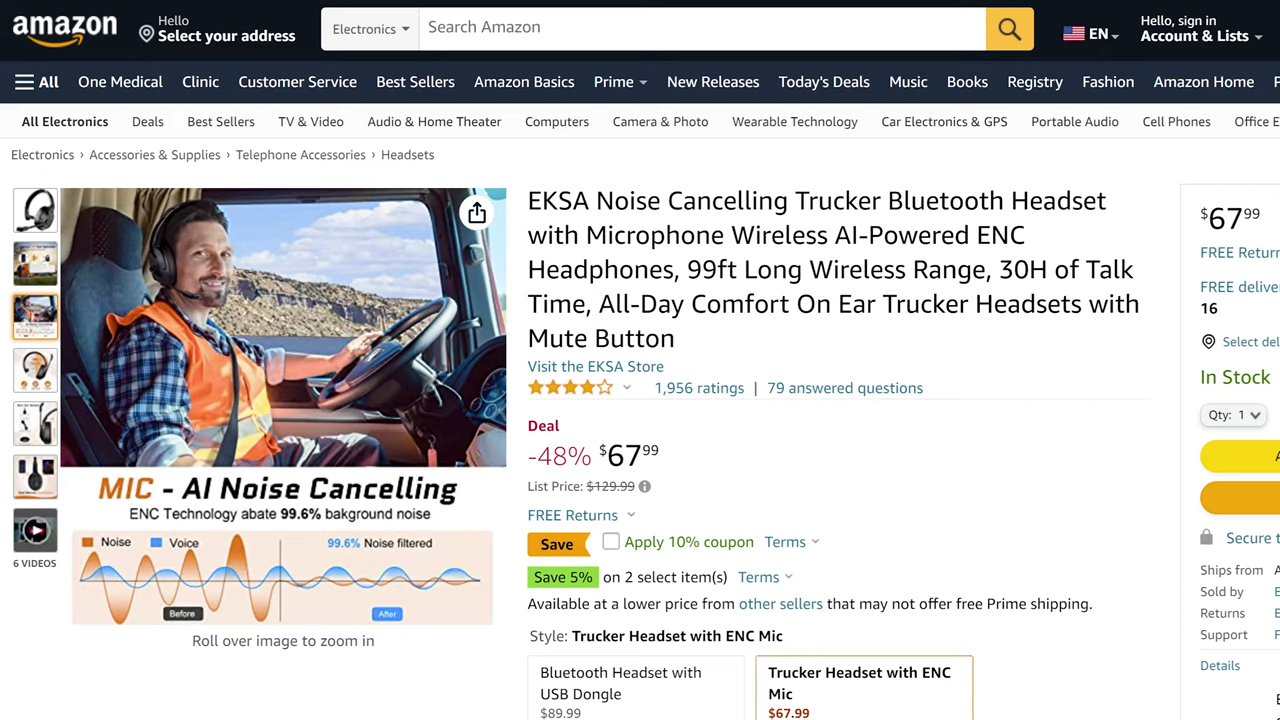 amazon
Hello
Select your address
Electronics
Search Amazon
EN
Hello, sign in
Account & Lists
All
One Medical
Clinic
Customer Service
Best Sellers
Amazon Basics
Prime
New Releases
Today's Deals
Music
Books
Registry
Fashion
Amazon Home
All Electronics
Deals
Best Sellers
TV & Video
Audio & Home Theater
Computers
Camera & Photo
Wearable Technology
Car Electronics & GPS
Portable Audio
Cell Phones
Office E
Electronics › Accessories & Supplies › Telephone Accessories › Headsets
6 VIDEOS
MIC - AI Noise Cancelling
ENC Technology abate 99.6% bakground noise
Noise
Voice
99.6% Noise filtered
Before
After
Roll over image to zoom in
EKSA Noise Cancelling Trucker Bluetooth Headset
with Microphone Wireless AI-Powered ENC
Headphones, 99ft Long Wireless Range, 30H of Talk
Time, All-Day Comfort On Ear Trucker Headsets with
Mute Button
Visit the EKSA Store
1,956 ratings | 79 answered questions
Deal
-48% $67.99
List Price: $129.99
FREE Returns
Save
Apply 10% coupon Terms
Save 5% on 2 select item(s) Terms
Available at a lower price from other sellers that may not offer free Prime shipping.
Style: Trucker Headset with ENC Mic
Bluetooth Headset with
USB Dongle
$89.99
Trucker Headset with ENC
Mic
$67.99
$67.99
FREE Return
FREE delive
16
Select del
In Stock
Qty: 1
Secure t
Ships from
Sold by
Returns
Support
Details